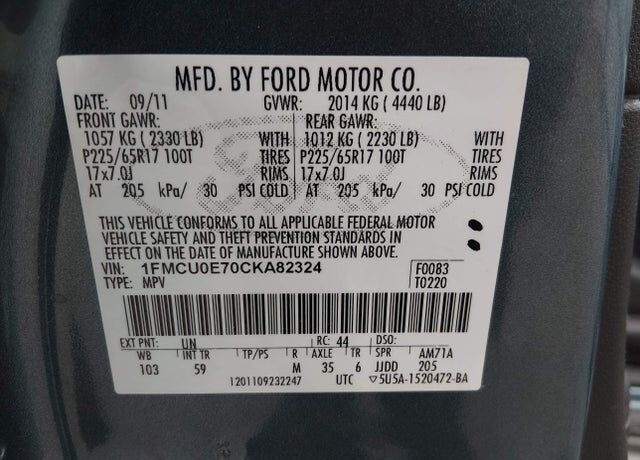 MFD. BY FORD MOTOR CO.
DATE: 09/11 GVWR: 2014 KG ( 4440 LB)
FRONT GAWR: REAR GAWR:
1057 KG ( 2330 LB) WITH 1012 KG ( 2230 LB) WITH
P225/65R17 100T TIRES P225/65R17 100T TIRES
17x7.0J RIMS 17x7.0J RIMS
AT 205 kPa/ 30 PSI COLD AT 205 kPa/ 30 PSI COLD
THIS VEHICLE CONFORMS TO ALL APPLICABLE FEDERAL MOTOR
VEHICLE SAFETY AND THEFT PREVENTION STANDARDS IN
EFFECT ON THE DATE OF MANUFACTURE SHOWN ABOVE.
VIN: 1FMCU0E70CKA82324 F0083
TYPE: MPV T0220
EXT PNT: UN RC: 44 DSO:
WB INT TR TP/PS R AXLE TR SPR AM71A
103 59 M 35 6 JJDD 205
1201109232247 UTC ▽5U5A-1520472-BA